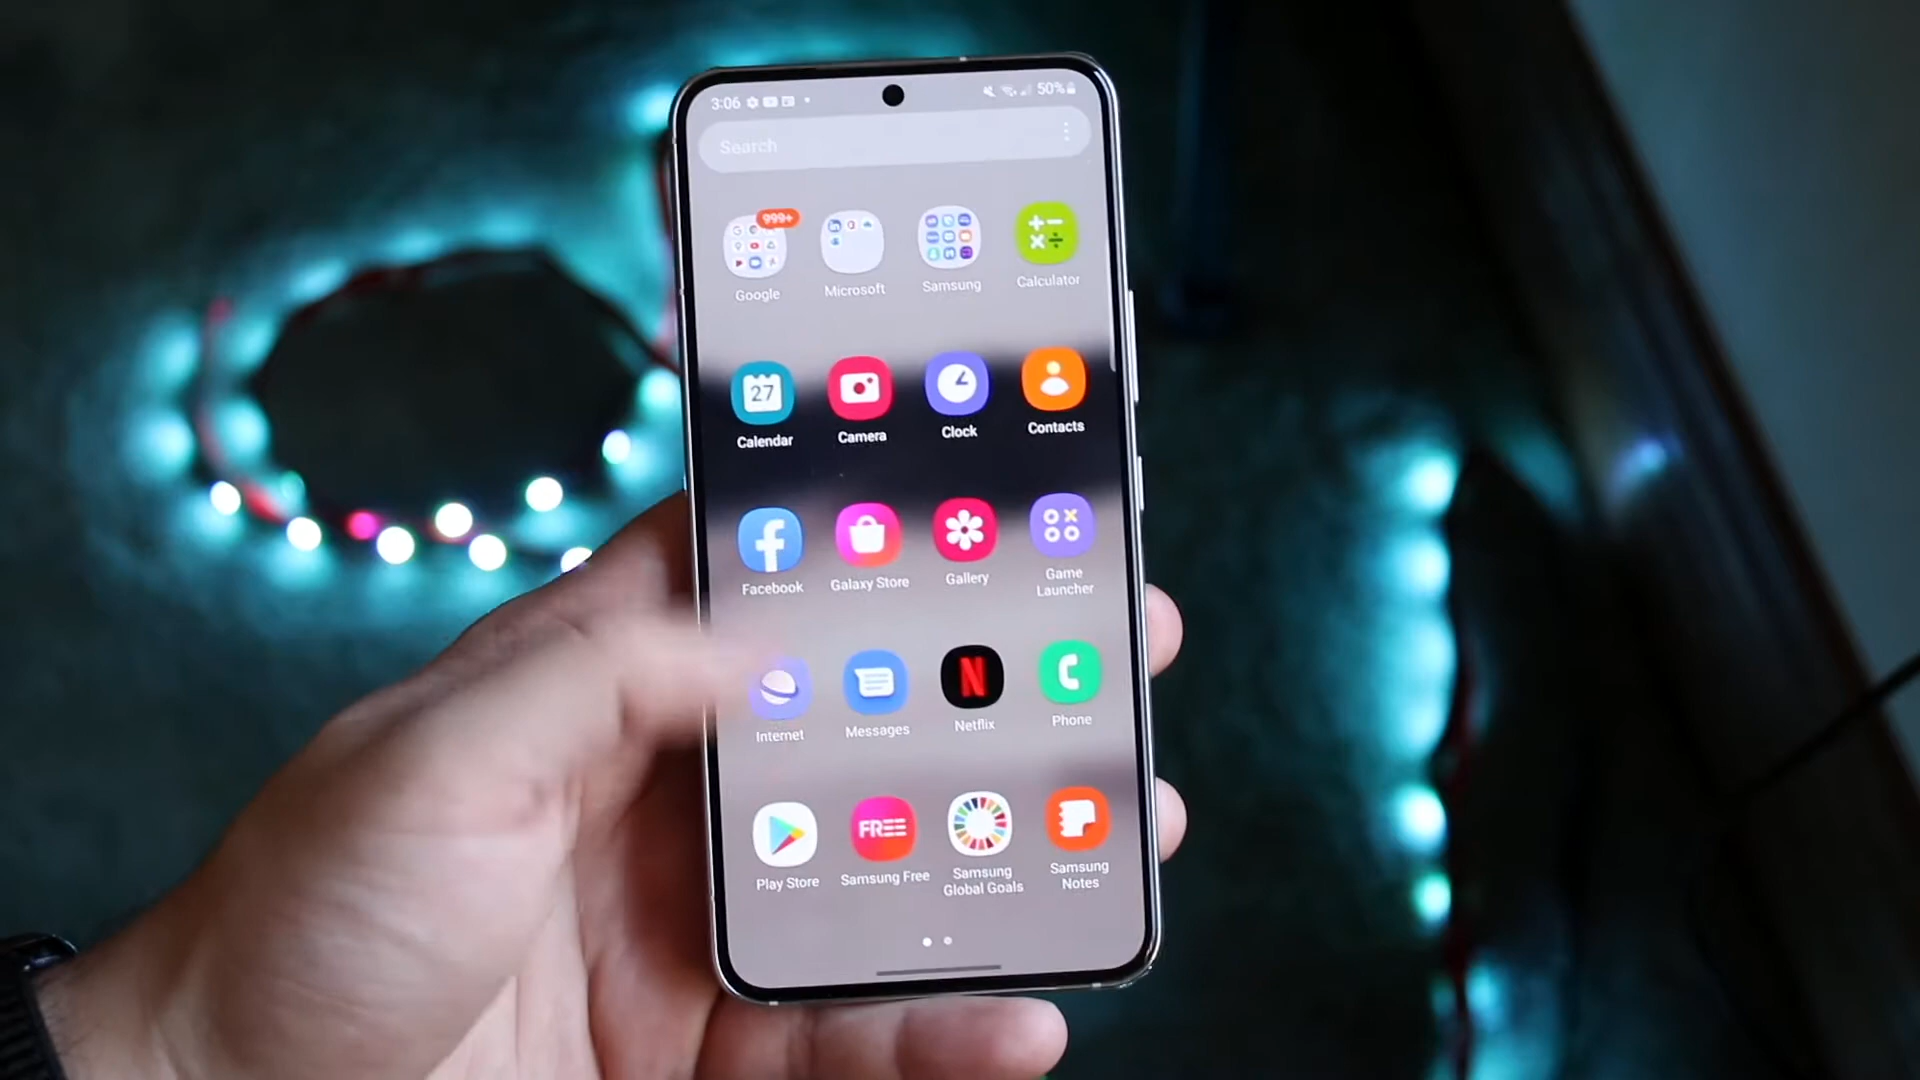 3:06 50%
Search
999+
Google Microsoft Samsung Calculator
27
Calendar Camera Clock Contacts
Facebook Galaxy Store Gallery Game
Launcher
N
Internet Messages Netflix Phone
FREE
Play Store Samsung Free Samsung Samsung
Global Goals Notes